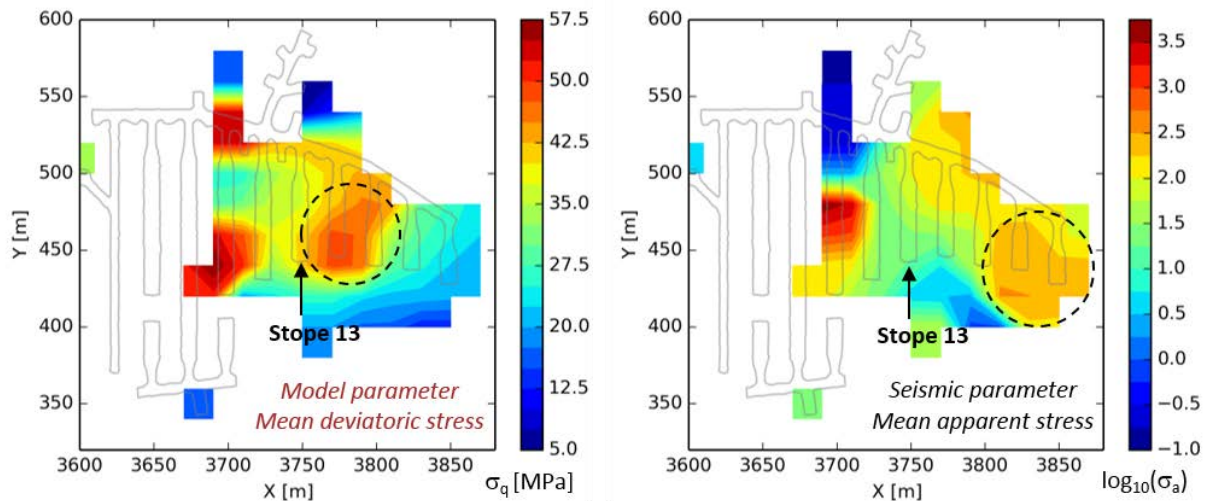 600
550
500
450
400
350
3600 3650 3700 3750 3800 3850
Y [m]
X [m]
Stope 13
Model parameter
Mean deviatoric stress
57.5
50.0
42.5
35.0
27.5
20.0
12.5
5.0
σq [MPa]
600
550
500
450
400
350
3600 3650 3700 3750 3800 3850
Y [m]
X [m]
Stope 13
Seismic parameter
Mean apparent stress
3.5
3.0
2.5
2.0
1.5
1.0
0.5
0.0
−0.5
−1.0
log10(σa)